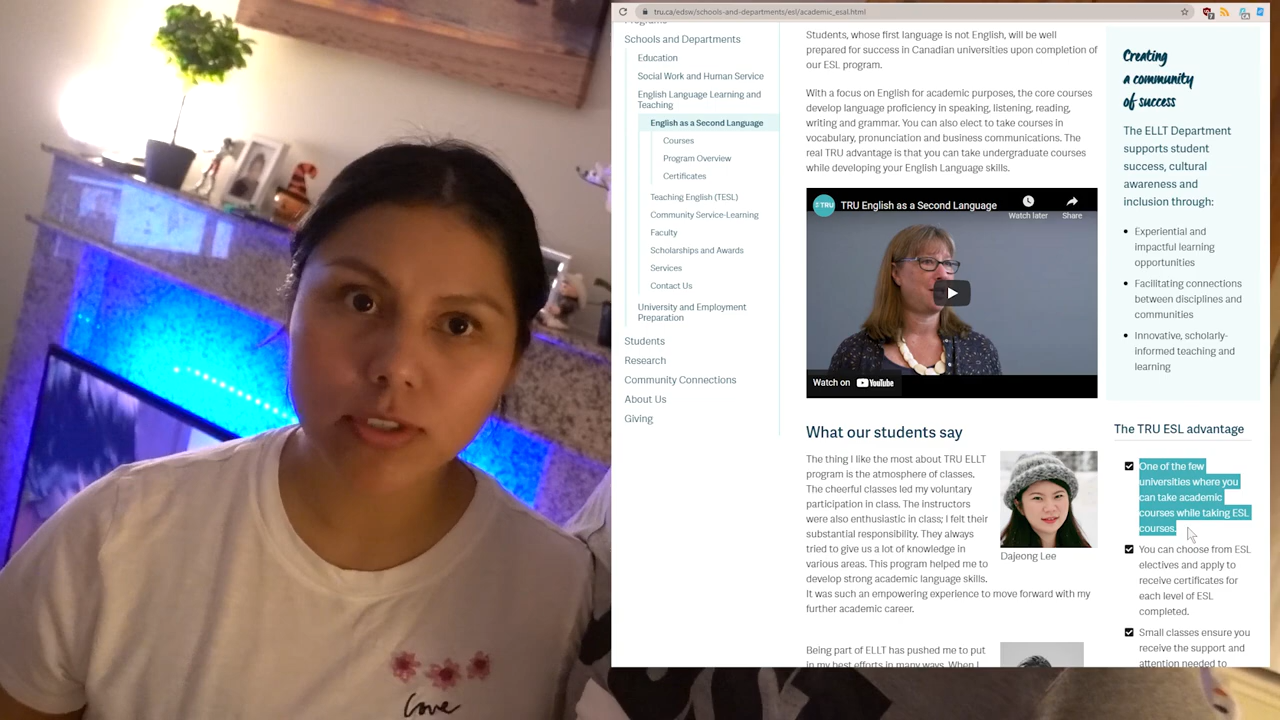 tru.ca/edsw/schools-and-departments/esl/academic_esal.html
Schools and Departments
Education
Social Work and Human Service
English Language Learning and
Teaching
English as a Second Language
Courses
Program Overview
Certificates
Teaching English (TESL)
Community Service-Learning
Faculty
Scholarships and Awards
Services
Contact Us
University and Employment
Preparation
Students
Research
Community Connections
About Us
Giving
Students, whose first language is not English, will be well
prepared for success in Canadian universities upon completion of
our ESL program.
With a focus on English for academic purposes, the core courses
develop language proficiency in speaking, listening, reading,
writing and grammar. You can also elect to take courses in
vocabulary, pronunciation and business communications. The
real TRU advantage is that you can take undergraduate courses
while developing your English Language skills.
TRU
TRU English as a Second Language
Watch later
Share
Watch on YouTube
What our students say
The thing I like the most about TRU ELLT
program is the atmosphere of classes.
The cheerful classes led my voluntary
participation in class. The instructors
were also enthusiastic in class; I felt their
substantial responsibility. They always
tried to give us a lot of knowledge in
various areas. This program helped me to
develop strong academic language skills.
It was such an empowering experience to move forward with my
further academic career.
Dajeong Lee
Being part of ELLT has pushed me to put
in my best efforts in many ways. When I
Creating
a community
of success
The ELLT Department
supports student
success, cultural
awareness and
inclusion through:
Experiential and
impactful learning
opportunities
Facilitating connections
between disciplines and
communities
Innovative, scholarly-
informed teaching and
learning
The TRU ESL advantage
One of the few
universities where you
can take academic
courses while taking ESL
courses.
You can choose from ESL
electives and apply to
receive certificates for
each level of ESL
completed.
Small classes ensure you
receive the support and
attention needed to
Love